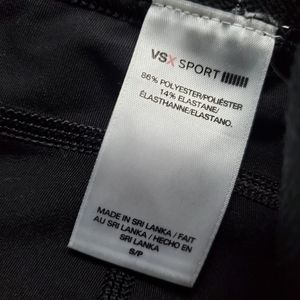 VSX SPORT
86% POLYESTER/POLIÉSTER
14% ELASTANE/
ÉLASTHANNE/ELASTANO.
MADE IN SRI LANKA / FAIT
AU SRI LANKA / HECHO EN
SRI LANKA
S/P